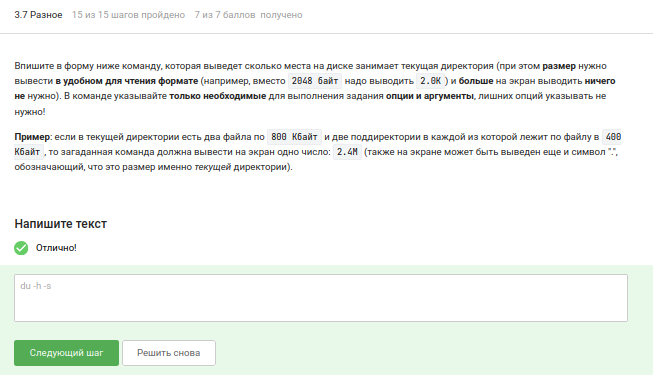 3.7 Разное 15 из 15 шагов пройдено 7 из 7 баллов получено
Впишите в форму ниже команду, которая выведет сколько места на диске занимает текущая директория (при этом размер нужно
вывести в удобном для чтения формате (например, вместо 2048 байт надо выводить 2.0K) и больше на экран выводить ничего
не нужно). В команде указывайте только необходимые для выполнения задания опции и аргументы, лишних опций указывать не
нужно!
Пример: если в текущей директории есть два файла по 800 Кбайт и две поддиректории в каждой из которой лежит по файлу в 400
Кбайт, то загаданная команда должна вывести на экран одно число: 2.4M (также на экране может быть выведен еще и символ ".",
обозначающий, что это размер именно текущей директории).
Напишите текст
Отлично!
du -h -s
Следующий шаг Решить снова